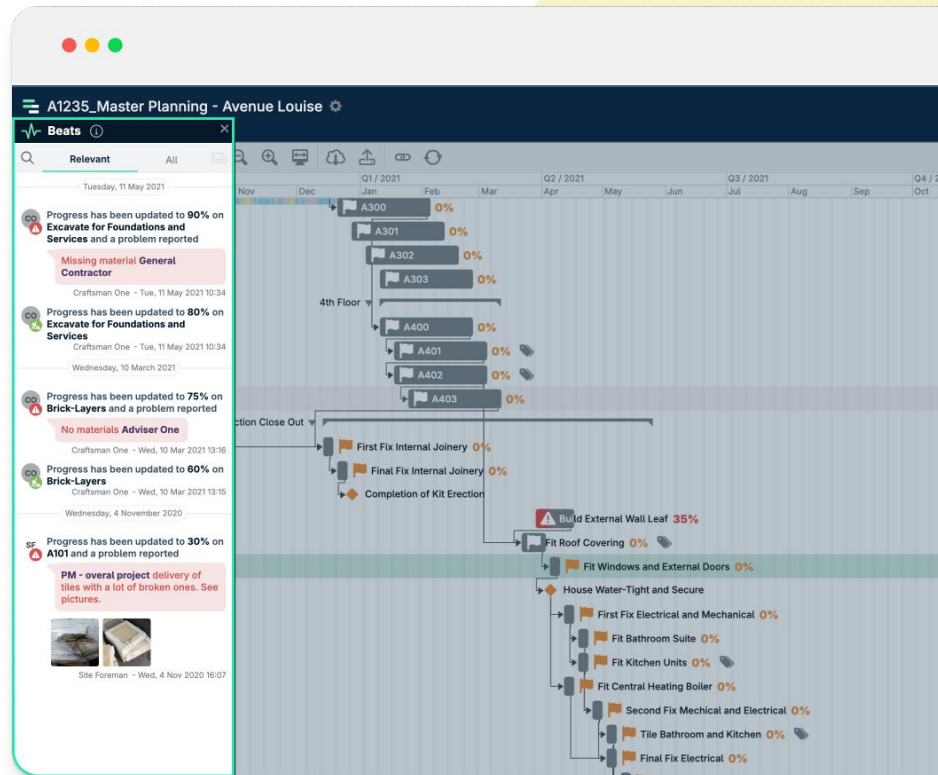 A1235_Master Planning - Avenue Louise
Beats
Relevant All
Tuesday, 11 May 2021
CO
Progress has been updated to 90% on
Excavate for Foundations and
Services and a problem reported
Missing material General
Contractor
Craftsman One - Tue, 11 May 2021 10:34
CO
Progress has been updated to 80% on
Excavate for Foundations and
Services
Craftsman One - Tue, 11 May 2021 10:34
Wednesday, 10 March 2021
CO
Progress has been updated to 75% on
Brick-Layers and a problem reported
No materials Adviser One
Craftsman One - Wed, 10 Mar 2021 13:16
CO
Progress has been updated to 60% on
Brick-Layers
Craftsman One - Wed, 10 Mar 2021 13:15
Wednesday, 4 November 2020
SF
Progress has been updated to 30% on
A101 and a problem reported
PM - overal project delivery of
tiles with a lot of broken ones. See
pictures.
Site Foreman - Wed, 4 Nov 2020 16:07
Q1 / 2021 Q2 / 2021 Q3 / 2021 Q4 / 2
Nov Dec Jan Feb Mar Apr May Jun Jul Aug Sep Oct
A300 0%
A301 0%
A302 0%
A303 0%
4th Floor
A400 0%
A401 0%
A402 0%
A403 0%
ction Close Out
First Fix Internal Joinery 0%
Final Fix Internal Joinery 0%
Completion of Kit Erection
Build External Wall Leaf 35%
Fit Roof Covering 0%
Fit Windows and External Doors 0%
House Water-Tight and Secure
First Fix Electrical and Mechanical 0%
Fit Bathroom Suite 0%
Fit Kitchen Units 0%
Fit Central Heating Boiler 0%
Second Fix Mechical and Electrical 0%
Tile Bathroom and Kitchen 0%
Final Fix Electrical 0%